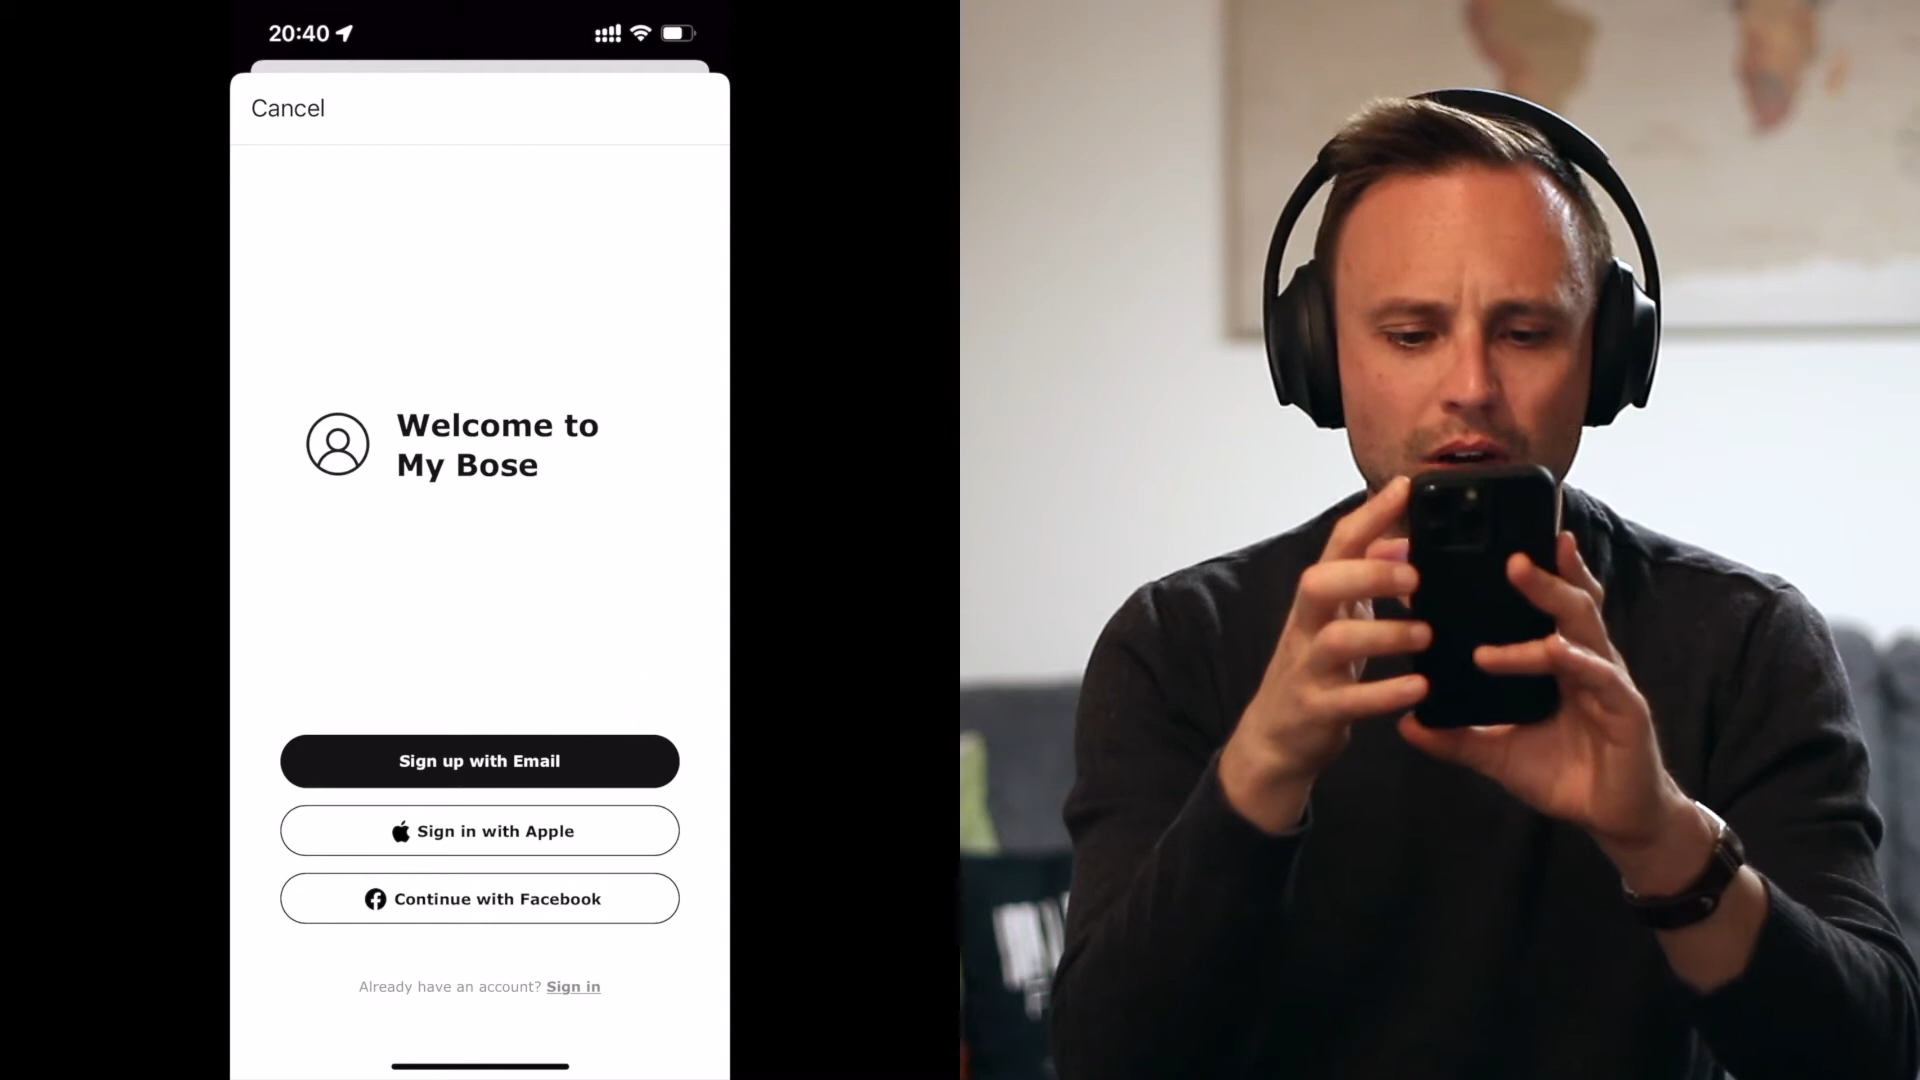 20:40
Cancel
Welcome to
My Bose
Sign up with Email
Sign in with Apple
Continue with Facebook
Already have an account? Sign in